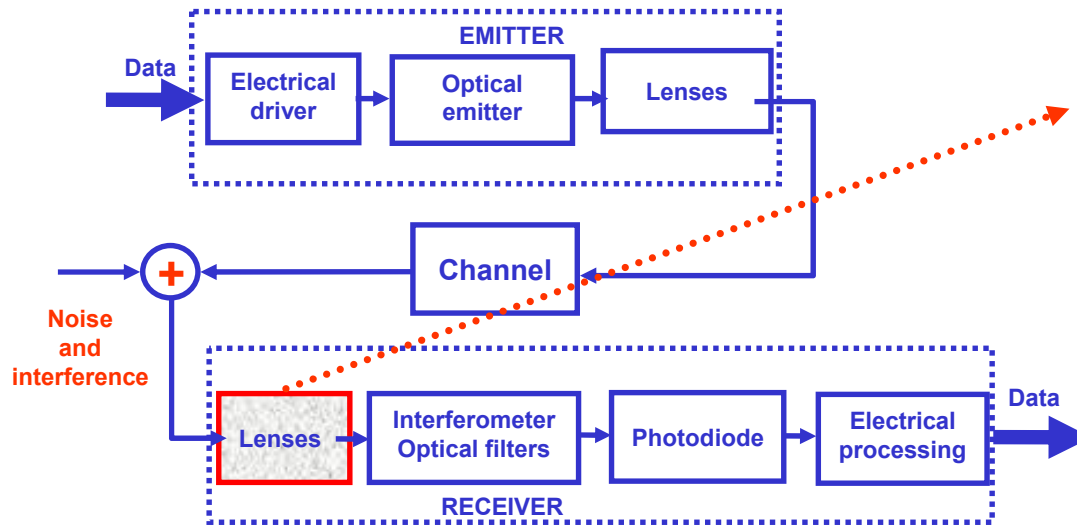 EMITTER
Data
Electrical
driver
Optical
emitter
Lenses
Channel
+
Noise
and
interference
Lenses
Interferometer
Optical filters
Photodiode
Electrical
processing
Data
RECEIVER